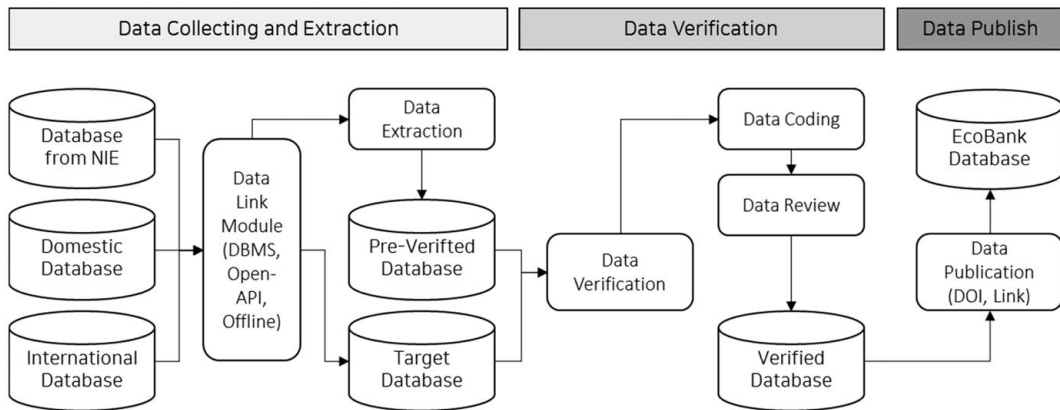 Data Collecting and Extraction
Data Verification
Data Publish
Database
from NIE
Domestic
Database
International
Database
Data
Link
Module
(DBMS,
Open-
API,
Offline)
Data
Extraction
Pre-Verifted
Database
Target
Database
Data
Verification
Data Coding
Data Review
Verified
Database
EcoBank
Database
Data
Publication
(DOI, Link)